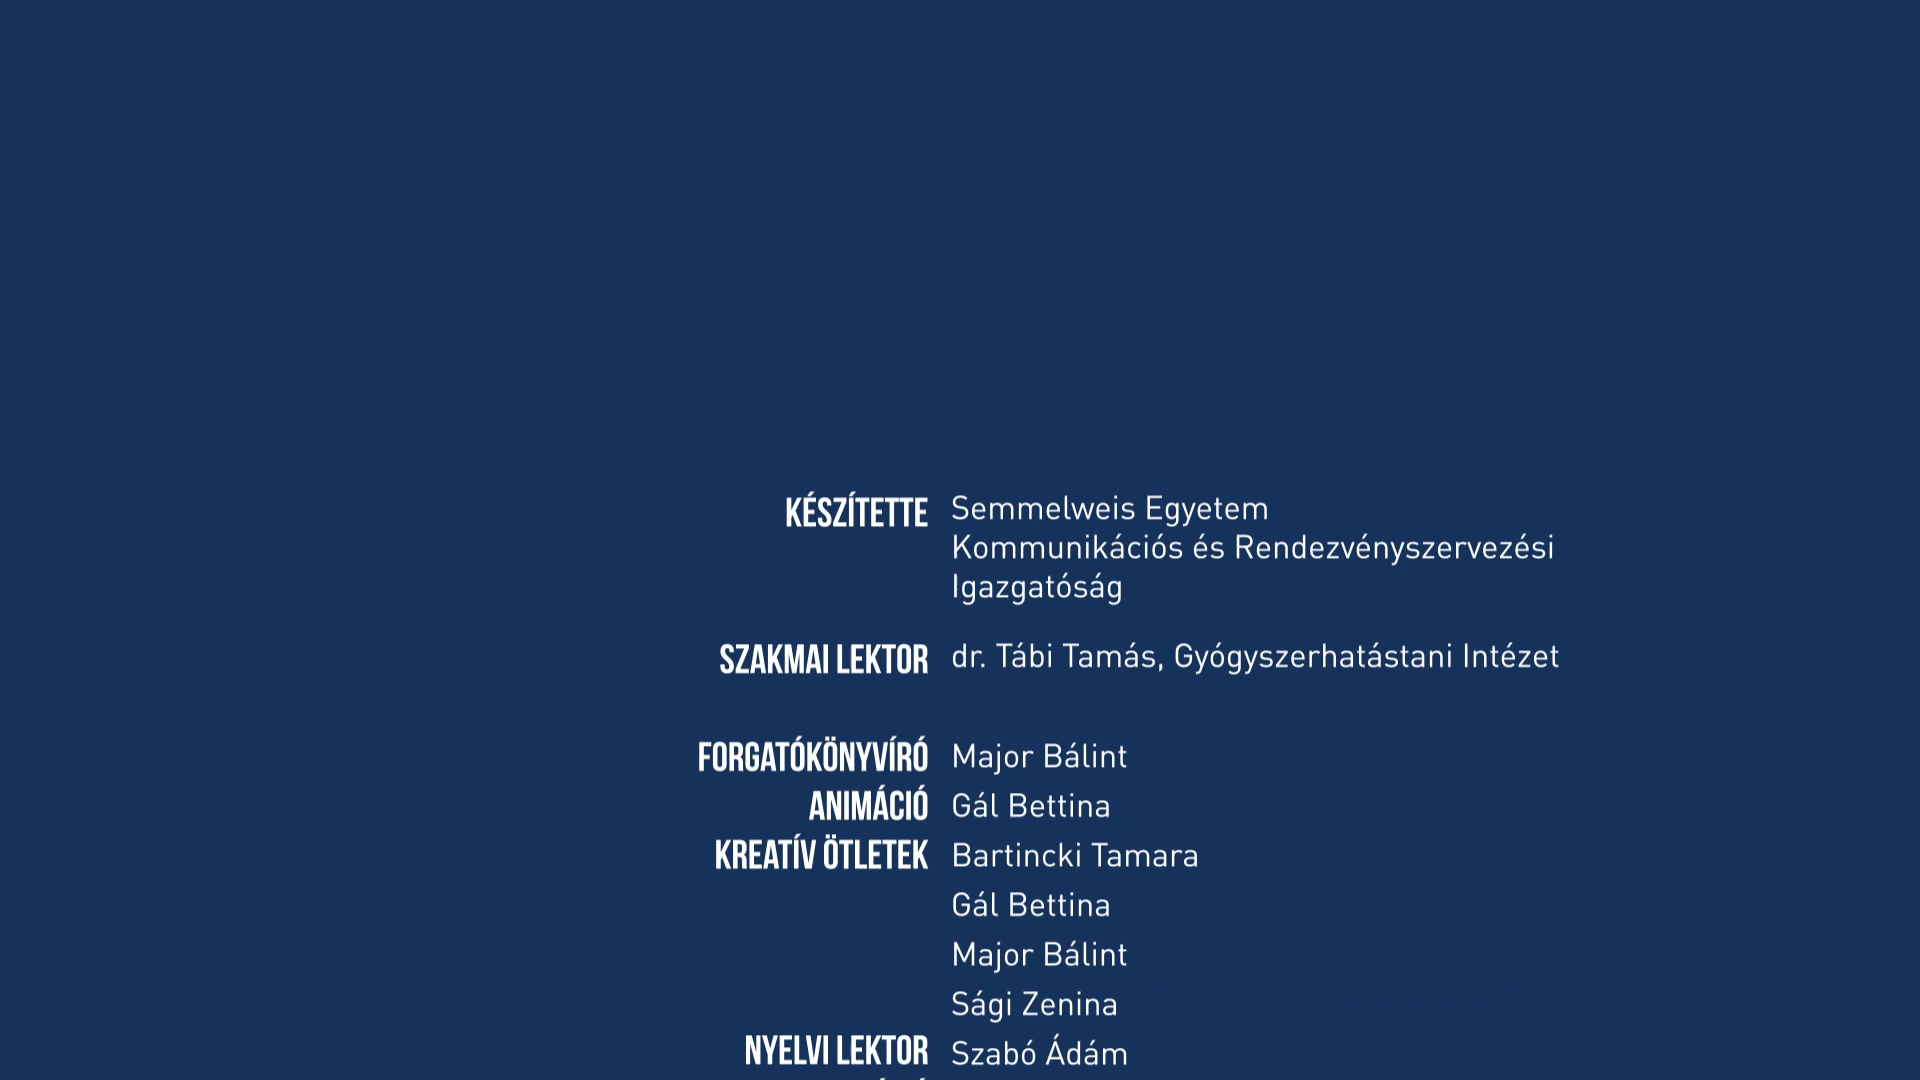 KÉSZÍTETTE Semmelweis Egyetem
Kommunikációs és Rendezvényszervezési
Igazgatóság
SZAKMAI LEKTOR dr. Tábi Tamás, Gyógyszerhatástani Intézet
FORGATÓKÖNYVÍRÓ Major Bálint
ANIMÁCIÓ Gál Bettina
KREATÍV ÖTLETEK Bartincki Tamara
Gál Bettina
Major Bálint
Sági Zenina
NYELVI LEKTOR Szabó Ádám